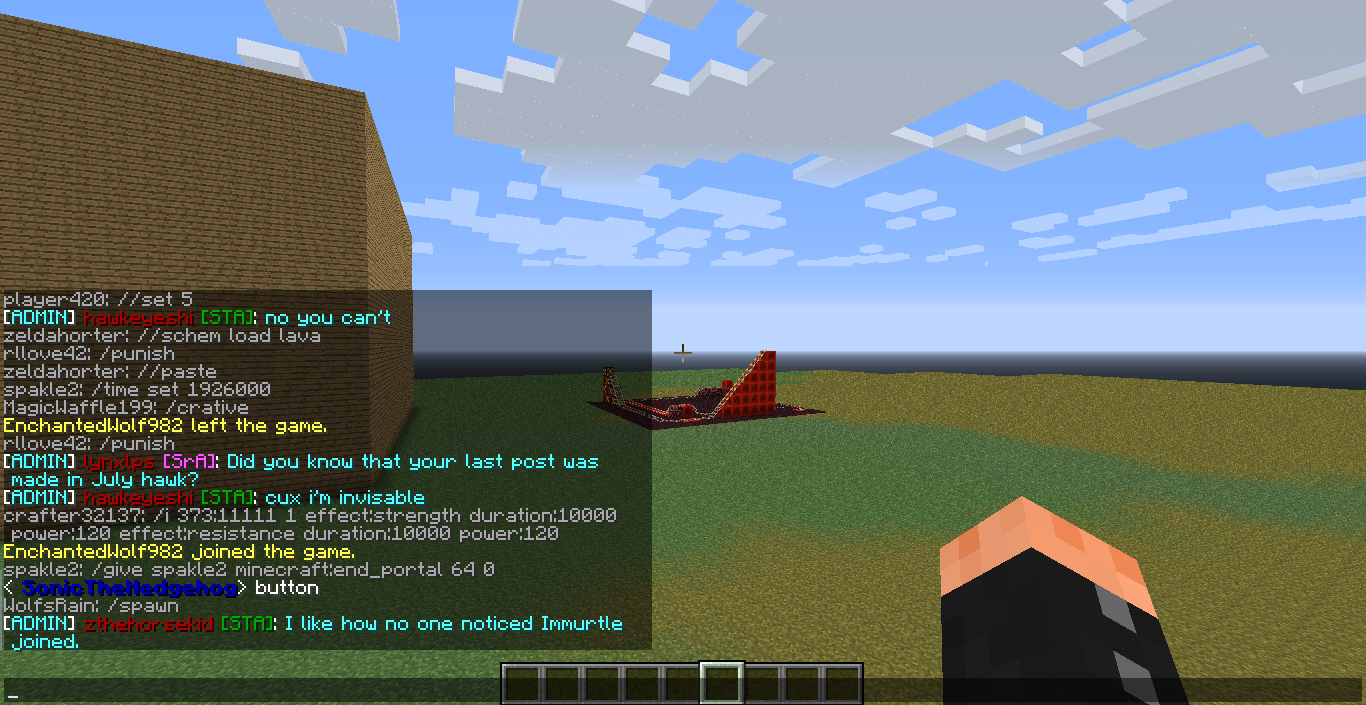 player420: //set 5
[ADMIN] hawkeyeshi [STA]: no you can't
zeldahorter: //schem load lava
rllove42: /punish
zeldahorter: //paste
spakle2: /time set 1926000
MagicWaffle199: /crative
EnchantedWolf982 left the game.
rllove42: /punish
[ADMIN] lynxlps [SrA]: Did you know that your last post was
made in July hawk?
[ADMIN] hawkeyeshi [STA]: cux i'm invisable
crafter32137: /i 373:11111 1 effect:strength duration:10000
power:120 effect:resistance duration:10000 power:120
EnchantedWolf982 joined the game.
spakle2: /give spakle2 minecraft:end_portal 64 0
< SonicTheHedgehog> button
WolfsRain: /spawn
[ADMIN] zthehorsekid [STA]: I like how no one noticed Immurtle
joined.
_